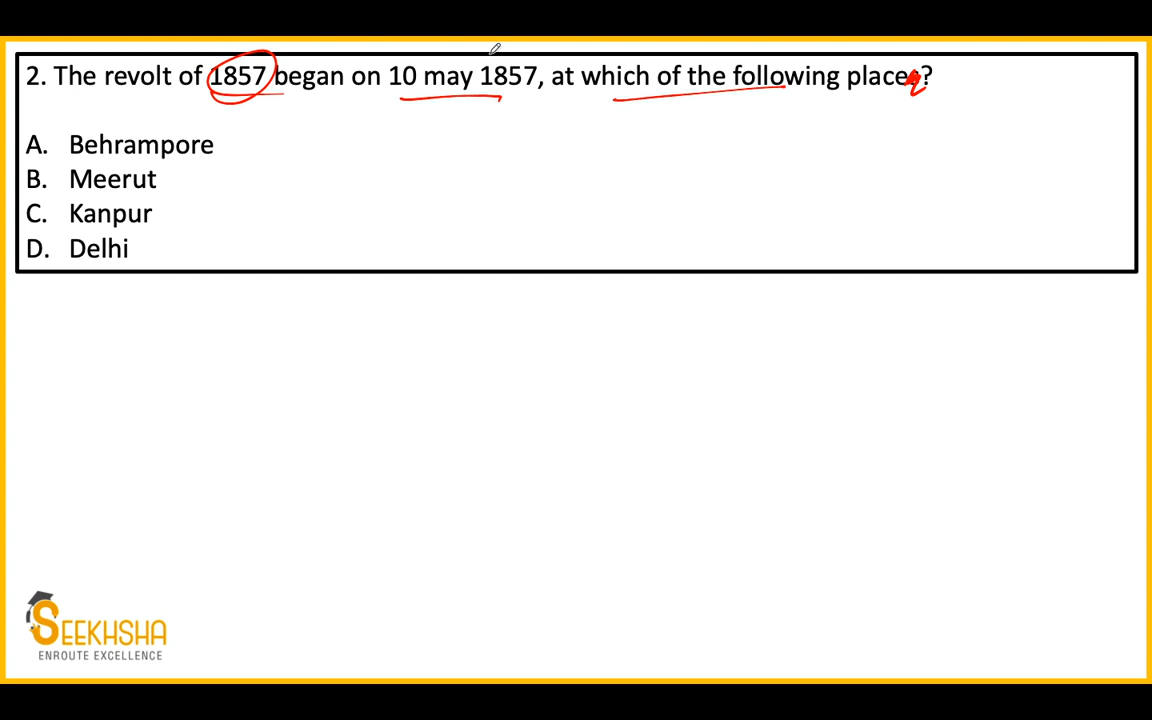 2. The revolt of 1857 began on 10 may 1857, at which of the following places?
A. Behrampore
B. Meerut
C. Kanpur
D. Delhi
SEEKHSHA
ENROUTE EXCELLENCE